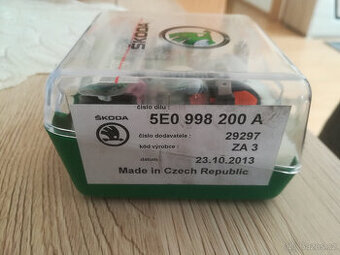 ŠKODA
číslo dílu :
5E0 998 200 A
ŠKODA
číslo dodavatele :
29297
kód výrobce :
ZA 3
datum :
23.10.2013
Made in Czech Republic